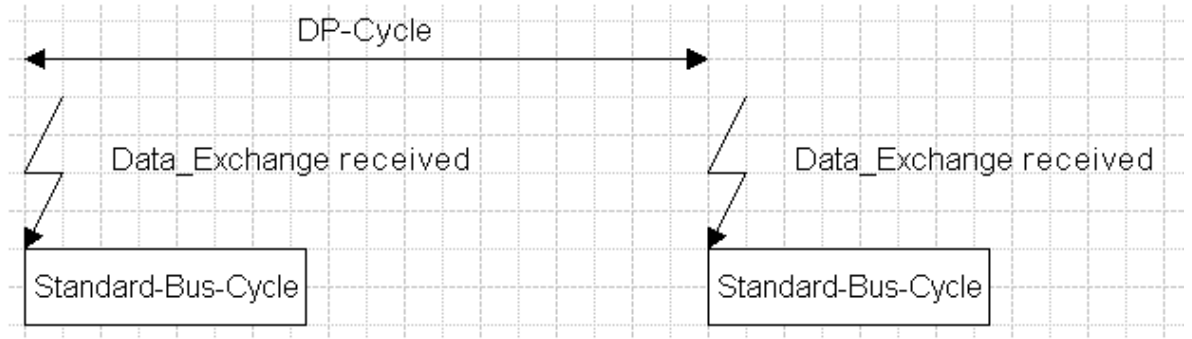 DP-Cycle
Data_Exchange received
Data_Exchange received
Standard-Bus-Cycle
Standard-Bus-Cycle